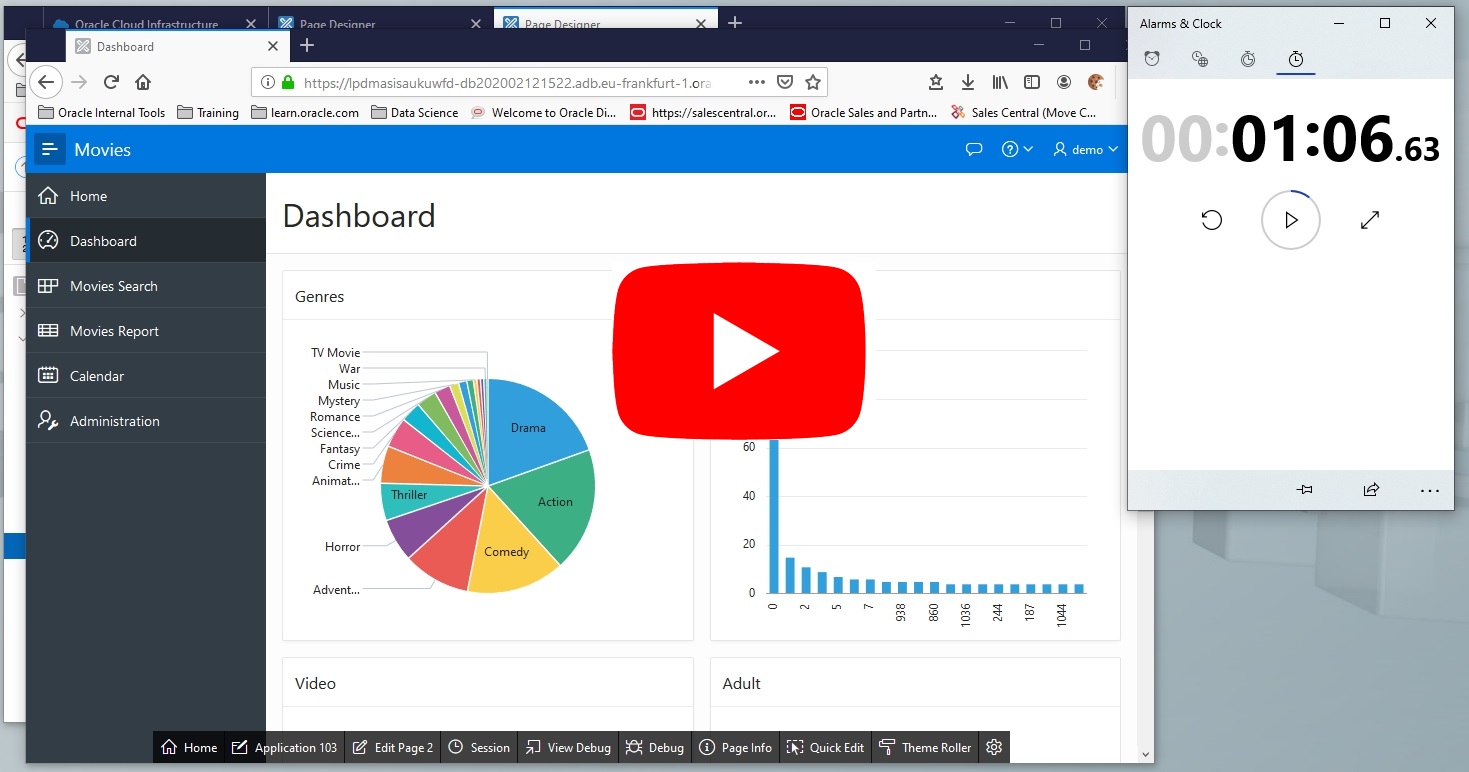 Oracle Cloud Infrastructure
Page Designer
Page Designer
Dashboard
https://lpdmasisaukuwfd-db202002121522.adb.eu-frankfurt-1.ora
Oracle Internal Tools
Training
learn.oracle.com
Data Science
Welcome to Oracle Di...
https://salescentral.or...
Oracle Sales and Partn...
Sales Central (Move C...
Movies
demo
Home
Dashboard
Movies Search
Movies Report
Calendar
Administration
Dashboard
Genres
TV Movie
War
Music
Mystery
Romance
Science...
Fantasy
Crime
Animat...
Thriller
Horror
Advent...
Drama
Action
Comedy
60
40
20
0
0
2
5
7
938
860
1036
244
187
1044
Video
Adult
Home
Application 103
Edit Page 2
Session
View Debug
Debug
Page Info
Quick Edit
Theme Roller
Alarms & Clock
00:01:06.63